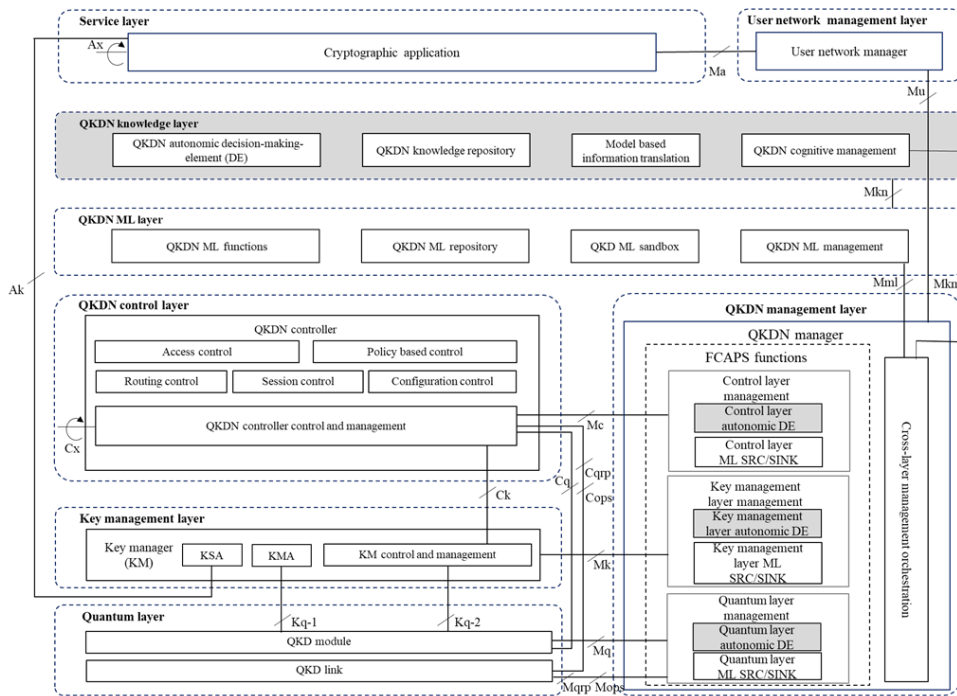 Service layer
User network management layer
Ax
Cryptographic application
User network manager
Ma
Mu
QKDN knowledge layer
QKDN autonomic decision-making-
element (DE)
QKDN knowledge repository
Model based
information translation
QKDN cognitive management
Mkn
QKDN ML layer
QKDN ML functions
QKDN ML repository
QKD ML sandbox
QKDN ML management
Ak
Mml
QKDN control layer
QKDN management layer
QKDN controller
QKDN manager
Access control
Policy based control
FCAPS functions
Routing control
Session control
Configuration control
Control layer
management
Control layer
autonomic DE
Control layer
ML SRC/SINK
QKDN controller control and management
Cx
Mc
Cqrp
Cq
Cops
Ck
Cross-layer management orchestration
Key management layer
Key management
layer management
Key management
layer autonomic DE
Key management
layer ML
SRC/SINK
Key manager
(KM)
KSA
KMA
KM control and management
Mk
Quantum layer
Kq-1
Kq-2
Quantum layer
management
Quantum layer
autonomic DE
Quantum layer
ML SRC/SINK
QKD module
Mq
QKD link
Mqrp
Mops